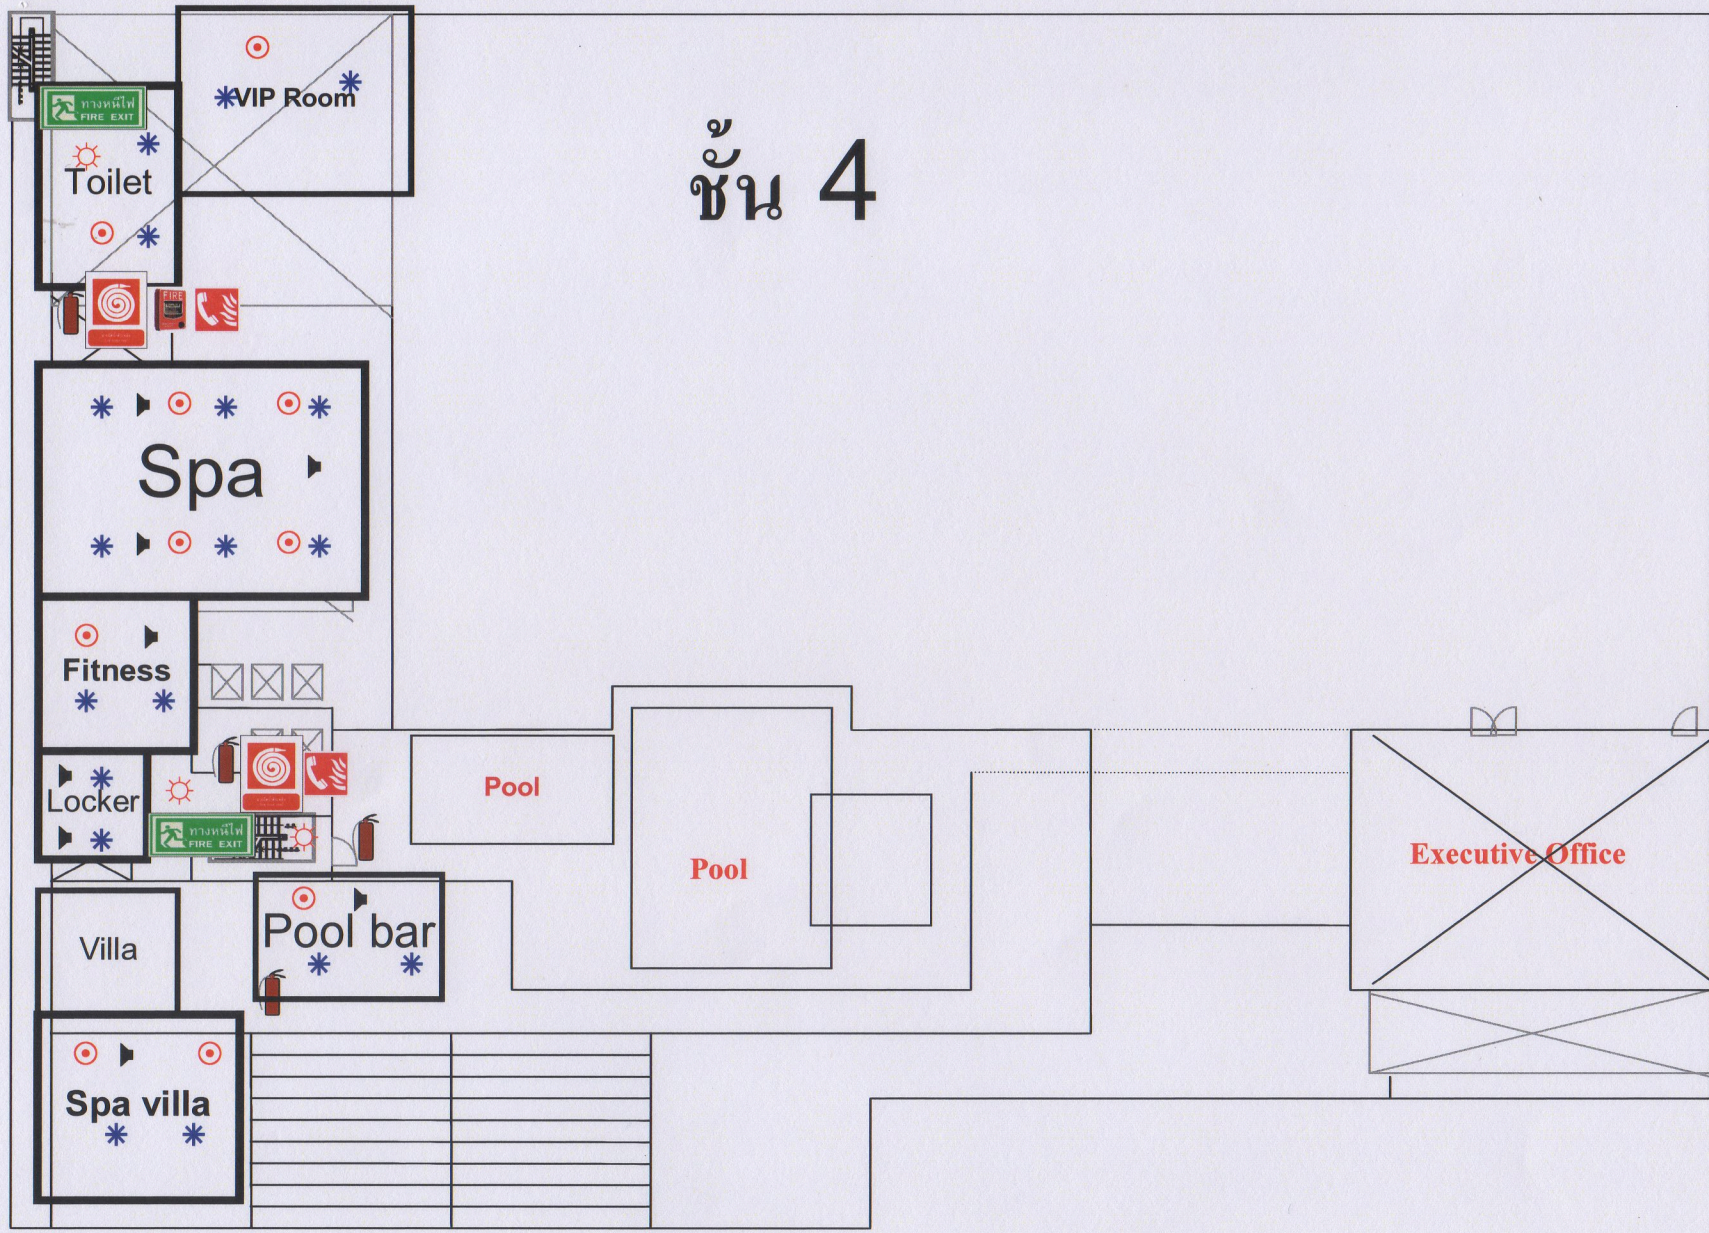 VIP Room
ทางหนีไฟ
FIRE EXIT
Toilet
ชั้น 4
FIRE
Spa
Fitness
Locker
ทางหนีไฟ
FIRE EXIT
Pool
Pool
Executive Office
Pool bar
Villa
Spa villa